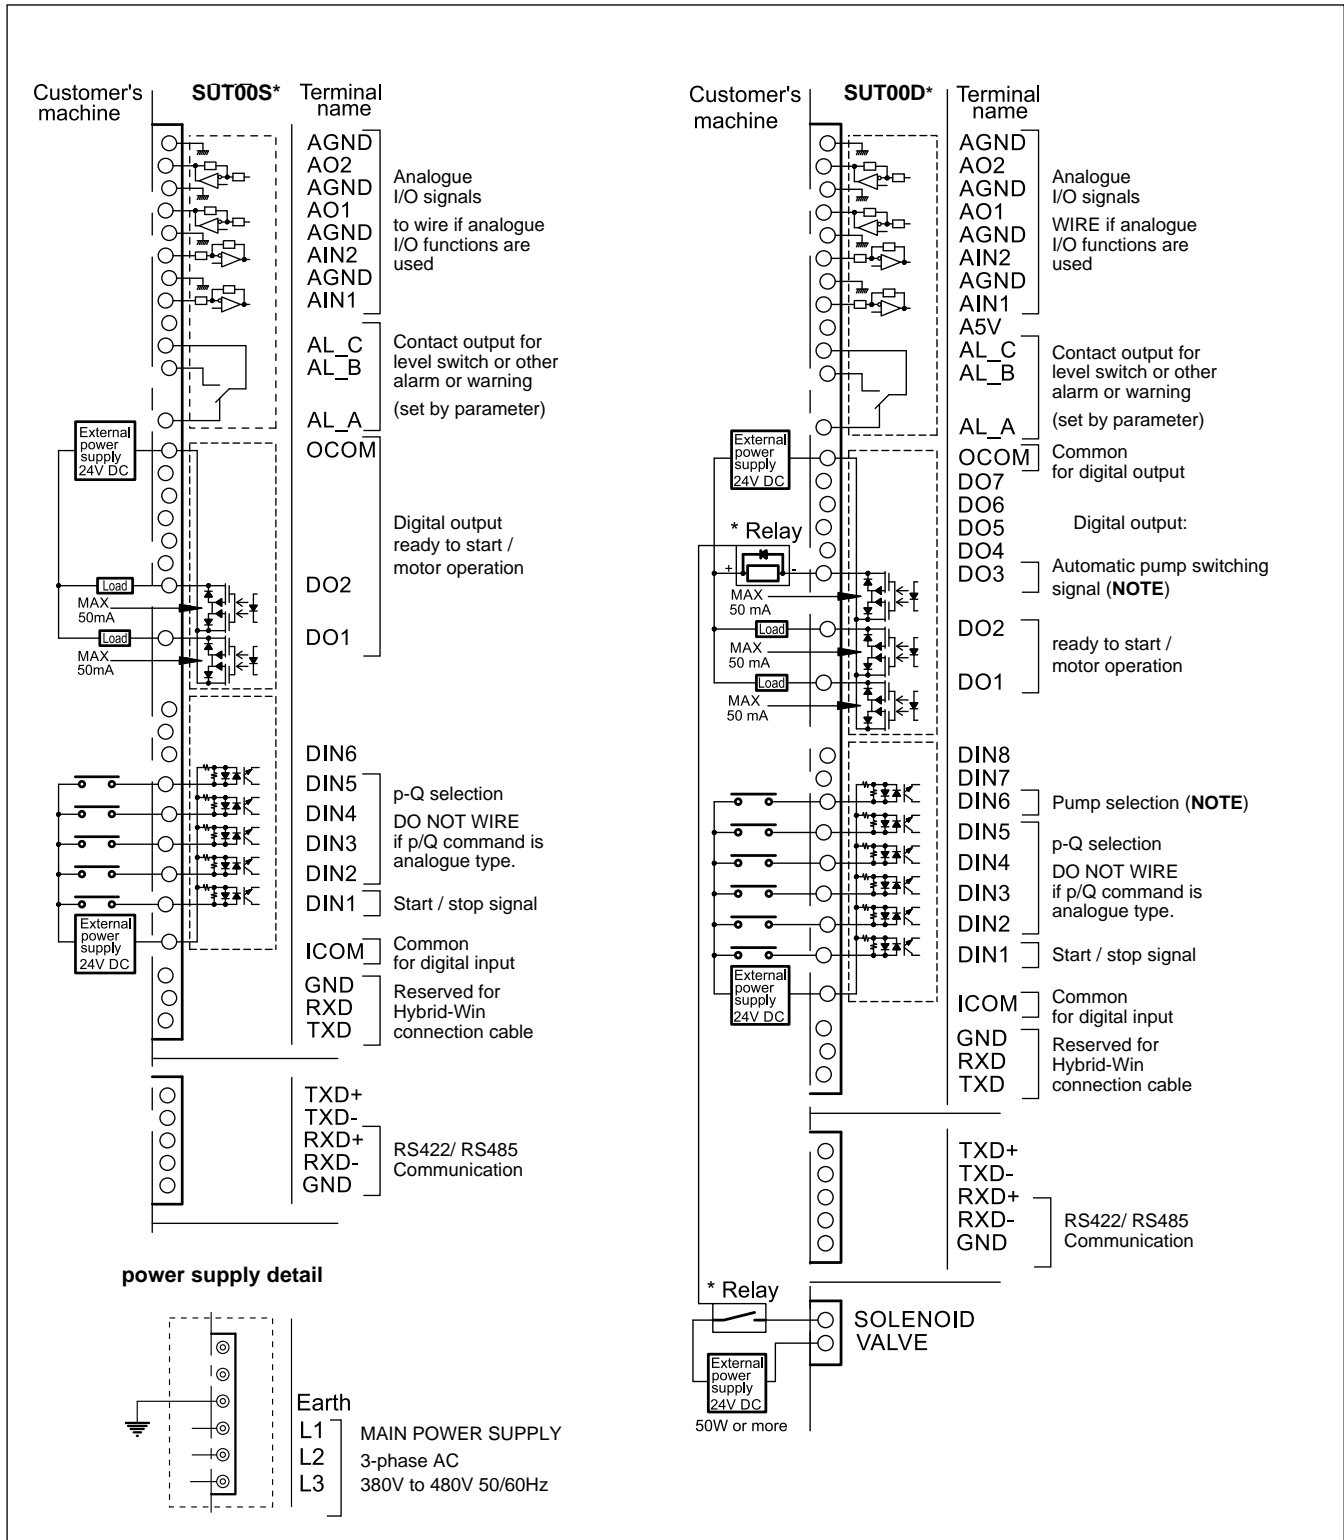 Customer's
machine
SUT00S*
Terminal
name
AGND
AO2
AGND
AO1
AGND
AIN2
AGND
AIN1
Analogue
I/O signals
to wire if analogue
I/O functions are
used
AL_C
AL_B
AL_A
Contact output for
level switch or other
alarm or warning
(set by parameter)
External
power
supply
24V DC
OCOM
Digital output
ready to start /
motor operation
Load
MAX
50mA
DO2
Load
MAX
50mA
DO1
DIN6
DIN5
DIN4
DIN3
DIN2
p-Q selection
DO NOT WIRE
if p/Q command is
analogue type.
DIN1
Start / stop signal
External
power
supply
24V DC
ICOM
Common
for digital input
GND
RXD
TXD
Reserved for
Hybrid-Win
connection cable
TXD+
TXD-
RXD+
RXD-
GND
RS422/ RS485
Communication
power supply detail
Earth
L1
L2
L3
MAIN POWER SUPPLY
3-phase AC
380V to 480V 50/60Hz
Customer's
machine
SUT00D*
Terminal
name
AGND
AO2
AGND
AO1
AGND
AIN2
AGND
AIN1
Analogue
I/O signals
WIRE if analogue
I/O functions are
used
A5V
AL_C
AL_B
AL_A
Contact output for
level switch or other
alarm or warning
(set by parameter)
External
power
supply
24V DC
OCOM
Common
for digital output
DO7
DO6
DO5
DO4
DO3
Digital output:
Automatic pump switching
signal (NOTE)
* Relay
+ -
MAX
50 mA
DO2
DO1
ready to start /
motor operation
Load
MAX
50 mA
Load
MAX
50 mA
DIN8
DIN7
DIN6
Pump selection (NOTE)
DIN5
DIN4
DIN3
DIN2
p-Q selection
DO NOT WIRE
if p/Q command is
analogue type.
DIN1
Start / stop signal
External
power
supply
24V DC
ICOM
Common
for digital input
GND
RXD
TXD
Reserved for
Hybrid-Win
connection cable
TXD+
TXD-
RXD+
RXD-
GND
RS422/ RS485
Communication
* Relay
SOLENOID
VALVE
External
power
supply
24V DC
50W or more